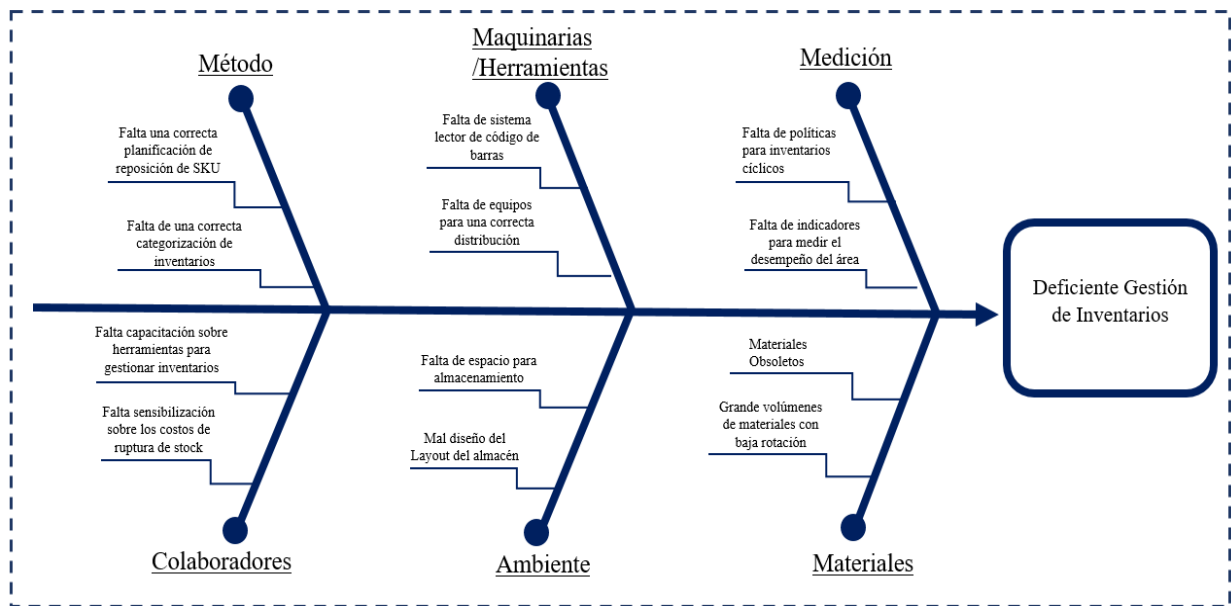 Método
Falta una correcta
planificación de
reposición de SKU
Falta de una correcta
categorización de
inventarios
Maquinarias
/Herramientas
Falta de sistema
lector de código de
barras
Falta de equipos
para una correcta
distribución
Medición
Falta de políticas
para inventarios
cíclicos
Falta de indicadores
para medir el
desempeño del área
Deficiente Gestión
de Inventarios
Falta capacitación sobre
herramientas para
gestionar inventarios
Falta sensibilización
sobre los costos de
ruptura de stock
Colaboradores
Falta de espacio para
almacenamiento
Mal diseño del
Layout del almacén
Ambiente
Materiales
Obsoletos
Grande volúmenes
de materiales con
baja rotación
Materiales